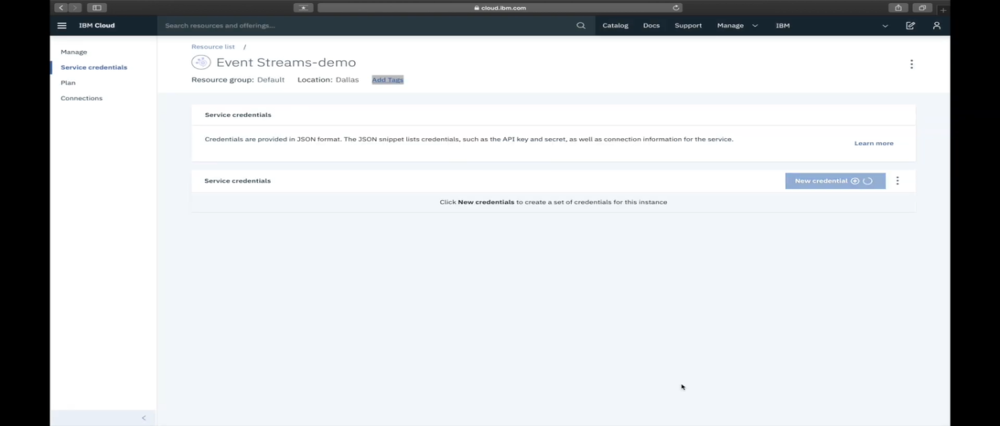 cloud.ibm.com
IBM Cloud
Search resources and offerings...
Catalog
Docs
Support
Manage
IBM
Manage
Service credentials
Plan
Connections
Resource list /
Event Streams-demo
Resource group: Default Location: Dallas Add Tags
Service credentials
Credentials are provided in JSON format. The JSON snippet lists credentials, such as the API key and secret, as well as connection information for the service.
Learn more
Service credentials
New credential
Click New credentials to create a set of credentials for this instance